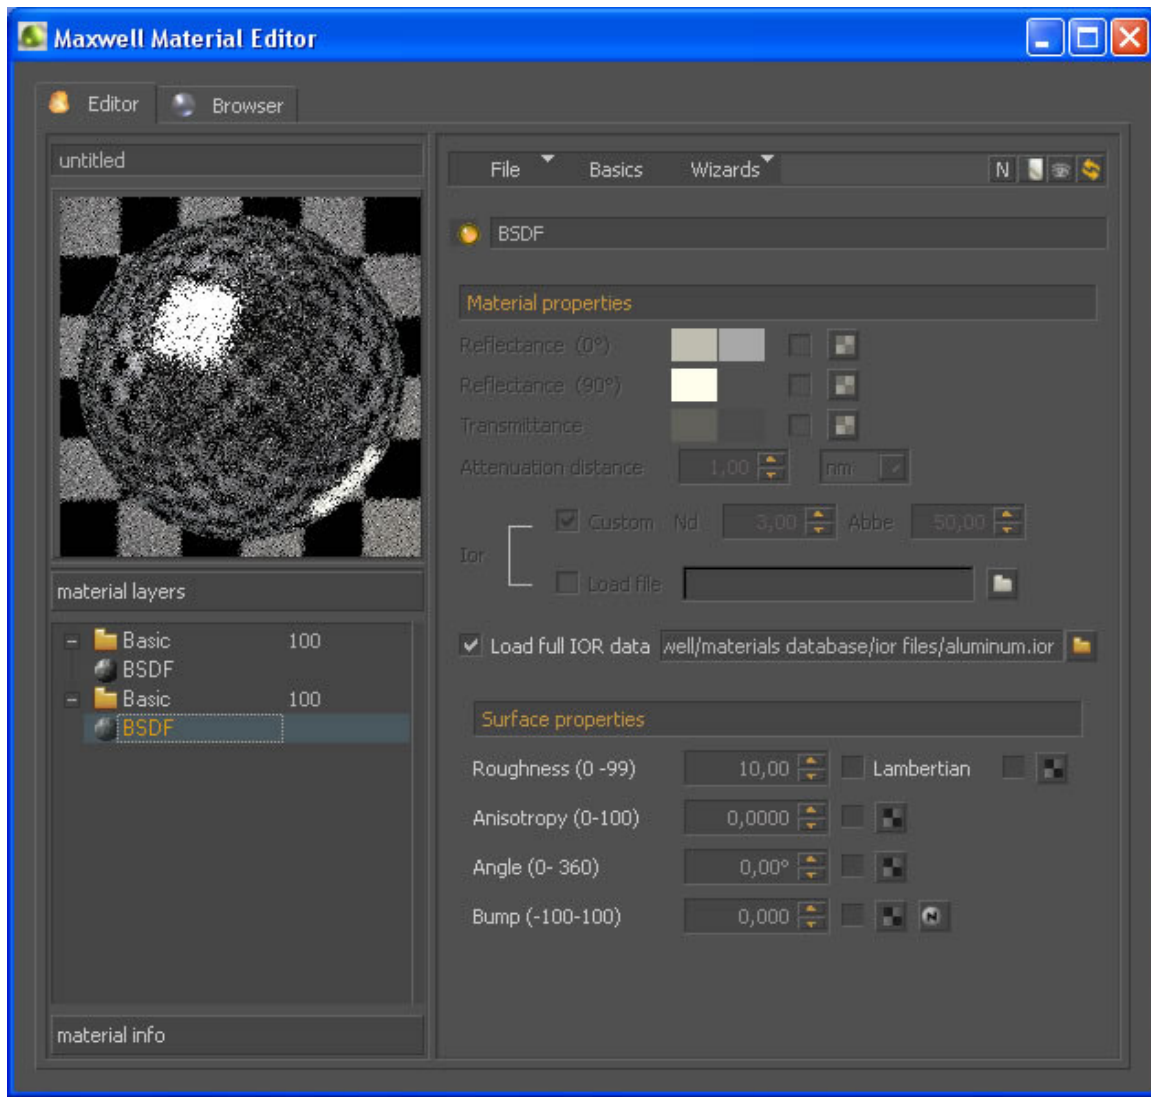 Maxwell Material Editor
Editor Browser
untitled
File Basics Wizards N
BSDF
Material properties
Reflectance (0°)
Reflectance (90°)
Transmittance
Attenuation distance 1,00 nm
Ior Custom Nd 3,00 Abbe 50,00
Load file
material layers
Basic 100
BSDF
Basic 100
BSDF
Load full IOR data well/materials database/ior files/aluminum.ior
Surface properties
Roughness (0 -99) 10,00 Lambertian
Anisotropy (0-100) 0,0000
Angle (0- 360) 0,00°
Bump (-100-100) 0,000 N
material info